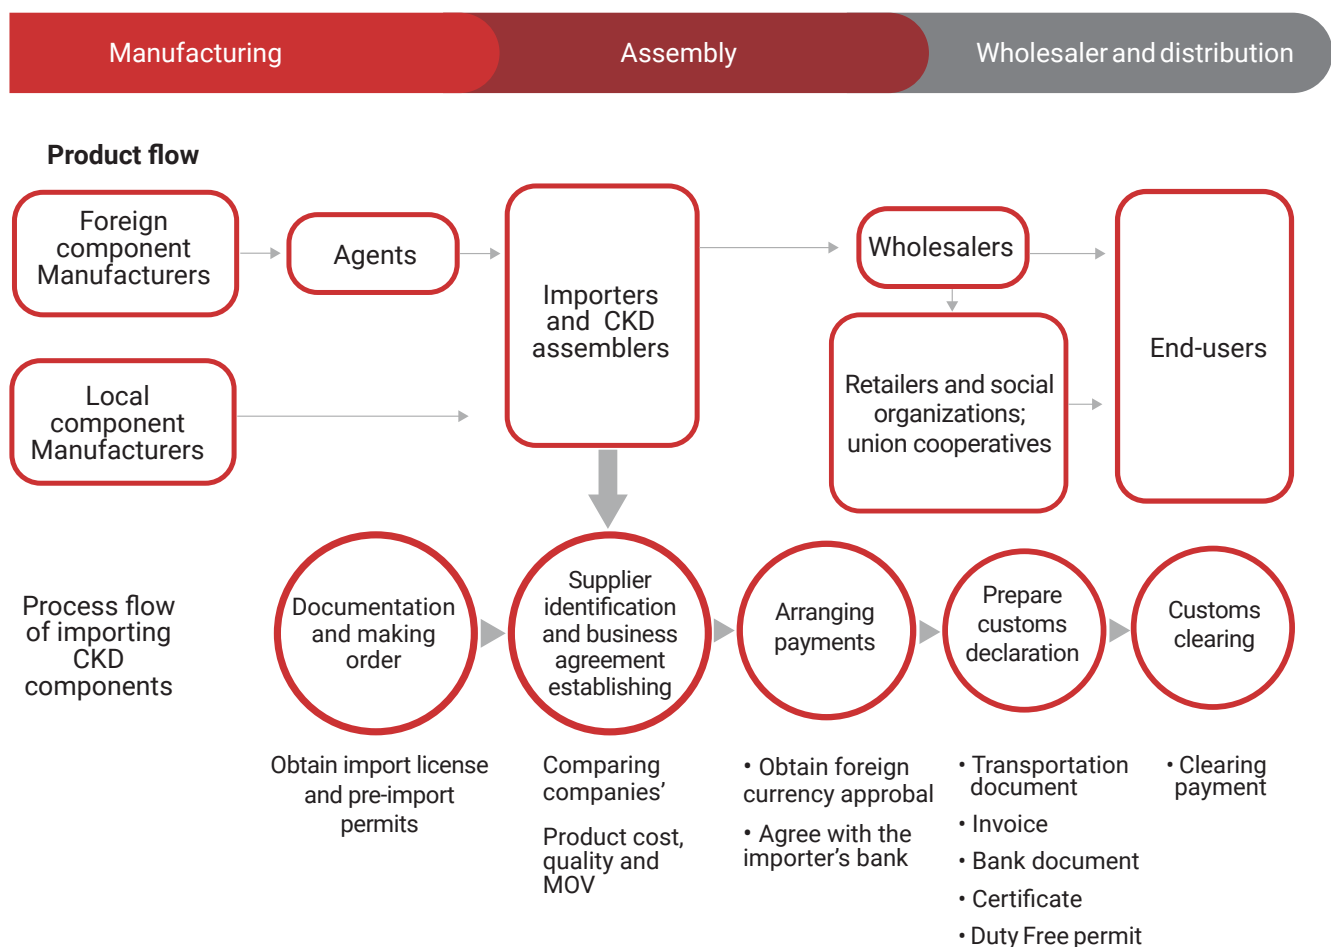 Manufacturing
Assembly
Wholesaler and distribution
Product flow
Foreign
component
Manufacturers
Agents
Importers
and CKD
assemblers
Wholesalers
End-users
Local
component
Manufacturers
Retailers and social
organizations;
union cooperatives
Process flow
of importing
CKD
components
Documentation
and making
order
Supplier
identification
and business
agreement
establishing
Arranging
payments
Prepare
customs
declaration
Customs
clearing
Obtain import license
and pre-import
permits
Comparing
companies’
Product cost,
quality and
MOV
• Obtain foreign
currency approbal
• Agree with the
importer’s bank
• Transportation
document
• Invoice
• Bank document
• Certificate
• Duty Free permit
• Clearing
payment